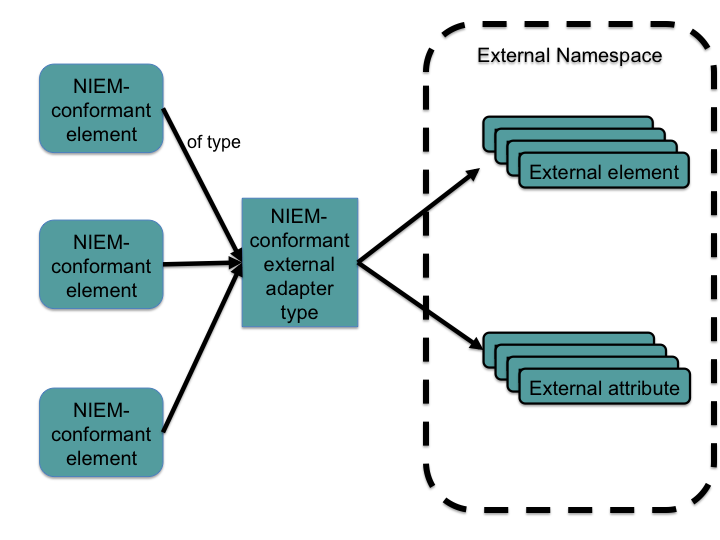 NIEM-
conformant
element
of type
NIEM-
conformant
element
NIEM-
conformant
element
NIEM-
conformant
external
adapter
type
External Namespace
External element
External attribute